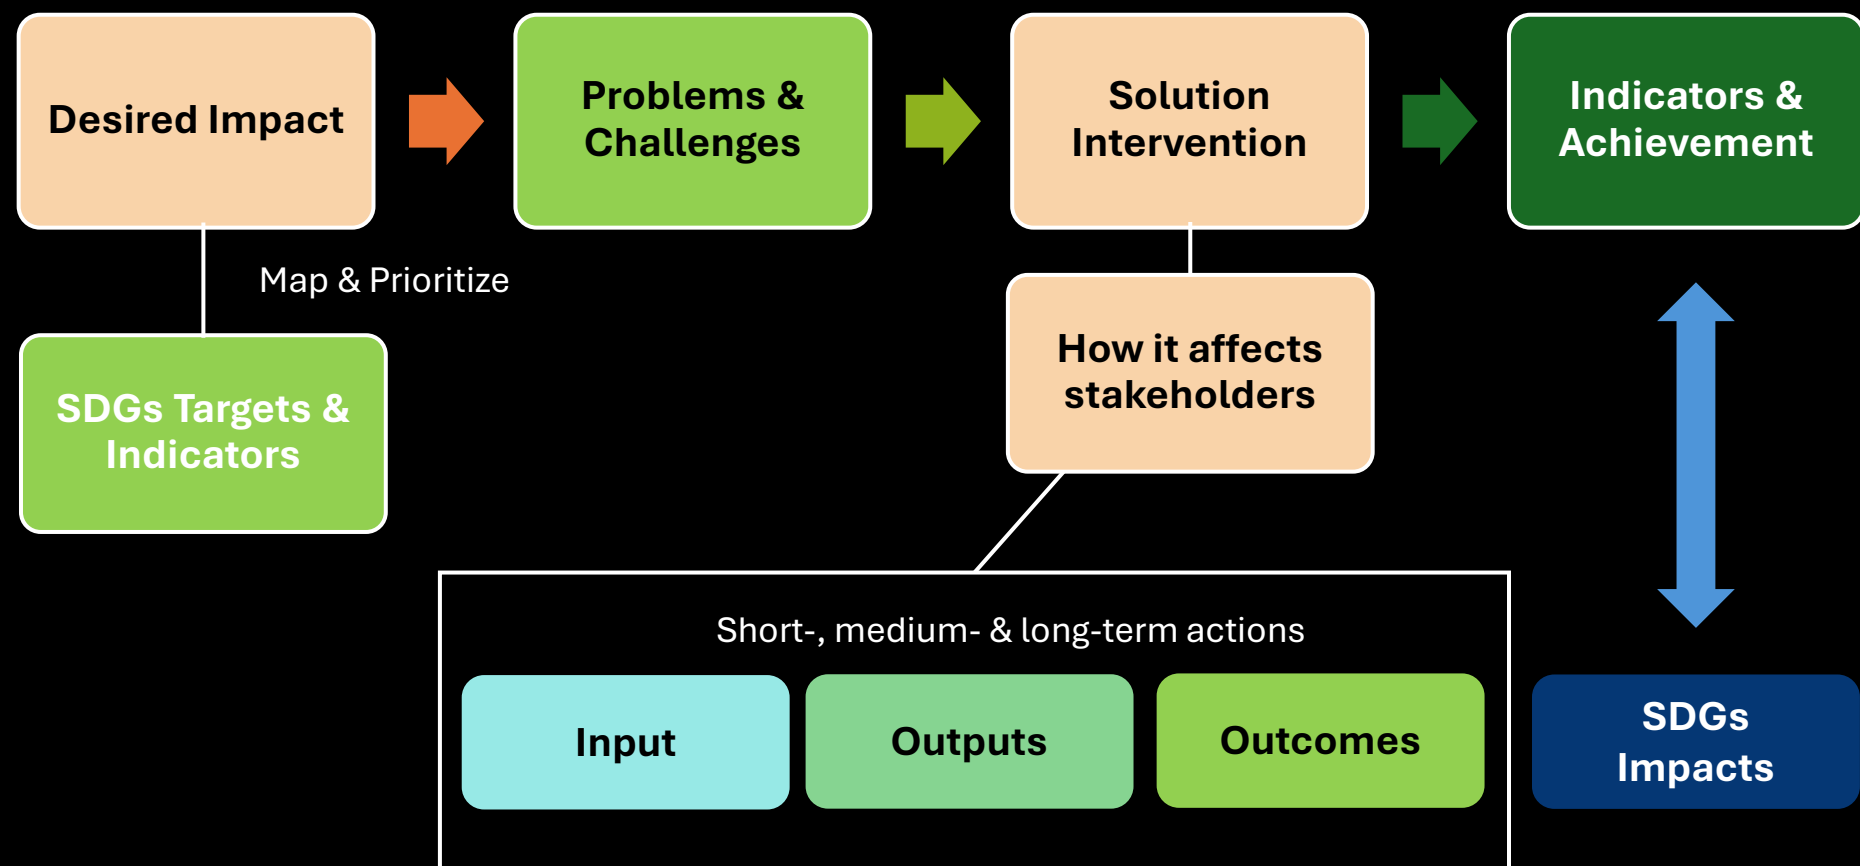 Desired Impact
Problems &
Challenges
Solution
Intervention
Indicators &
Achievement
Map & Prioritize
SDGs Targets &
Indicators
How it affects
stakeholders
Short-, medium- & long-term actions
Input
Outputs
Outcomes
SDGs
Impacts